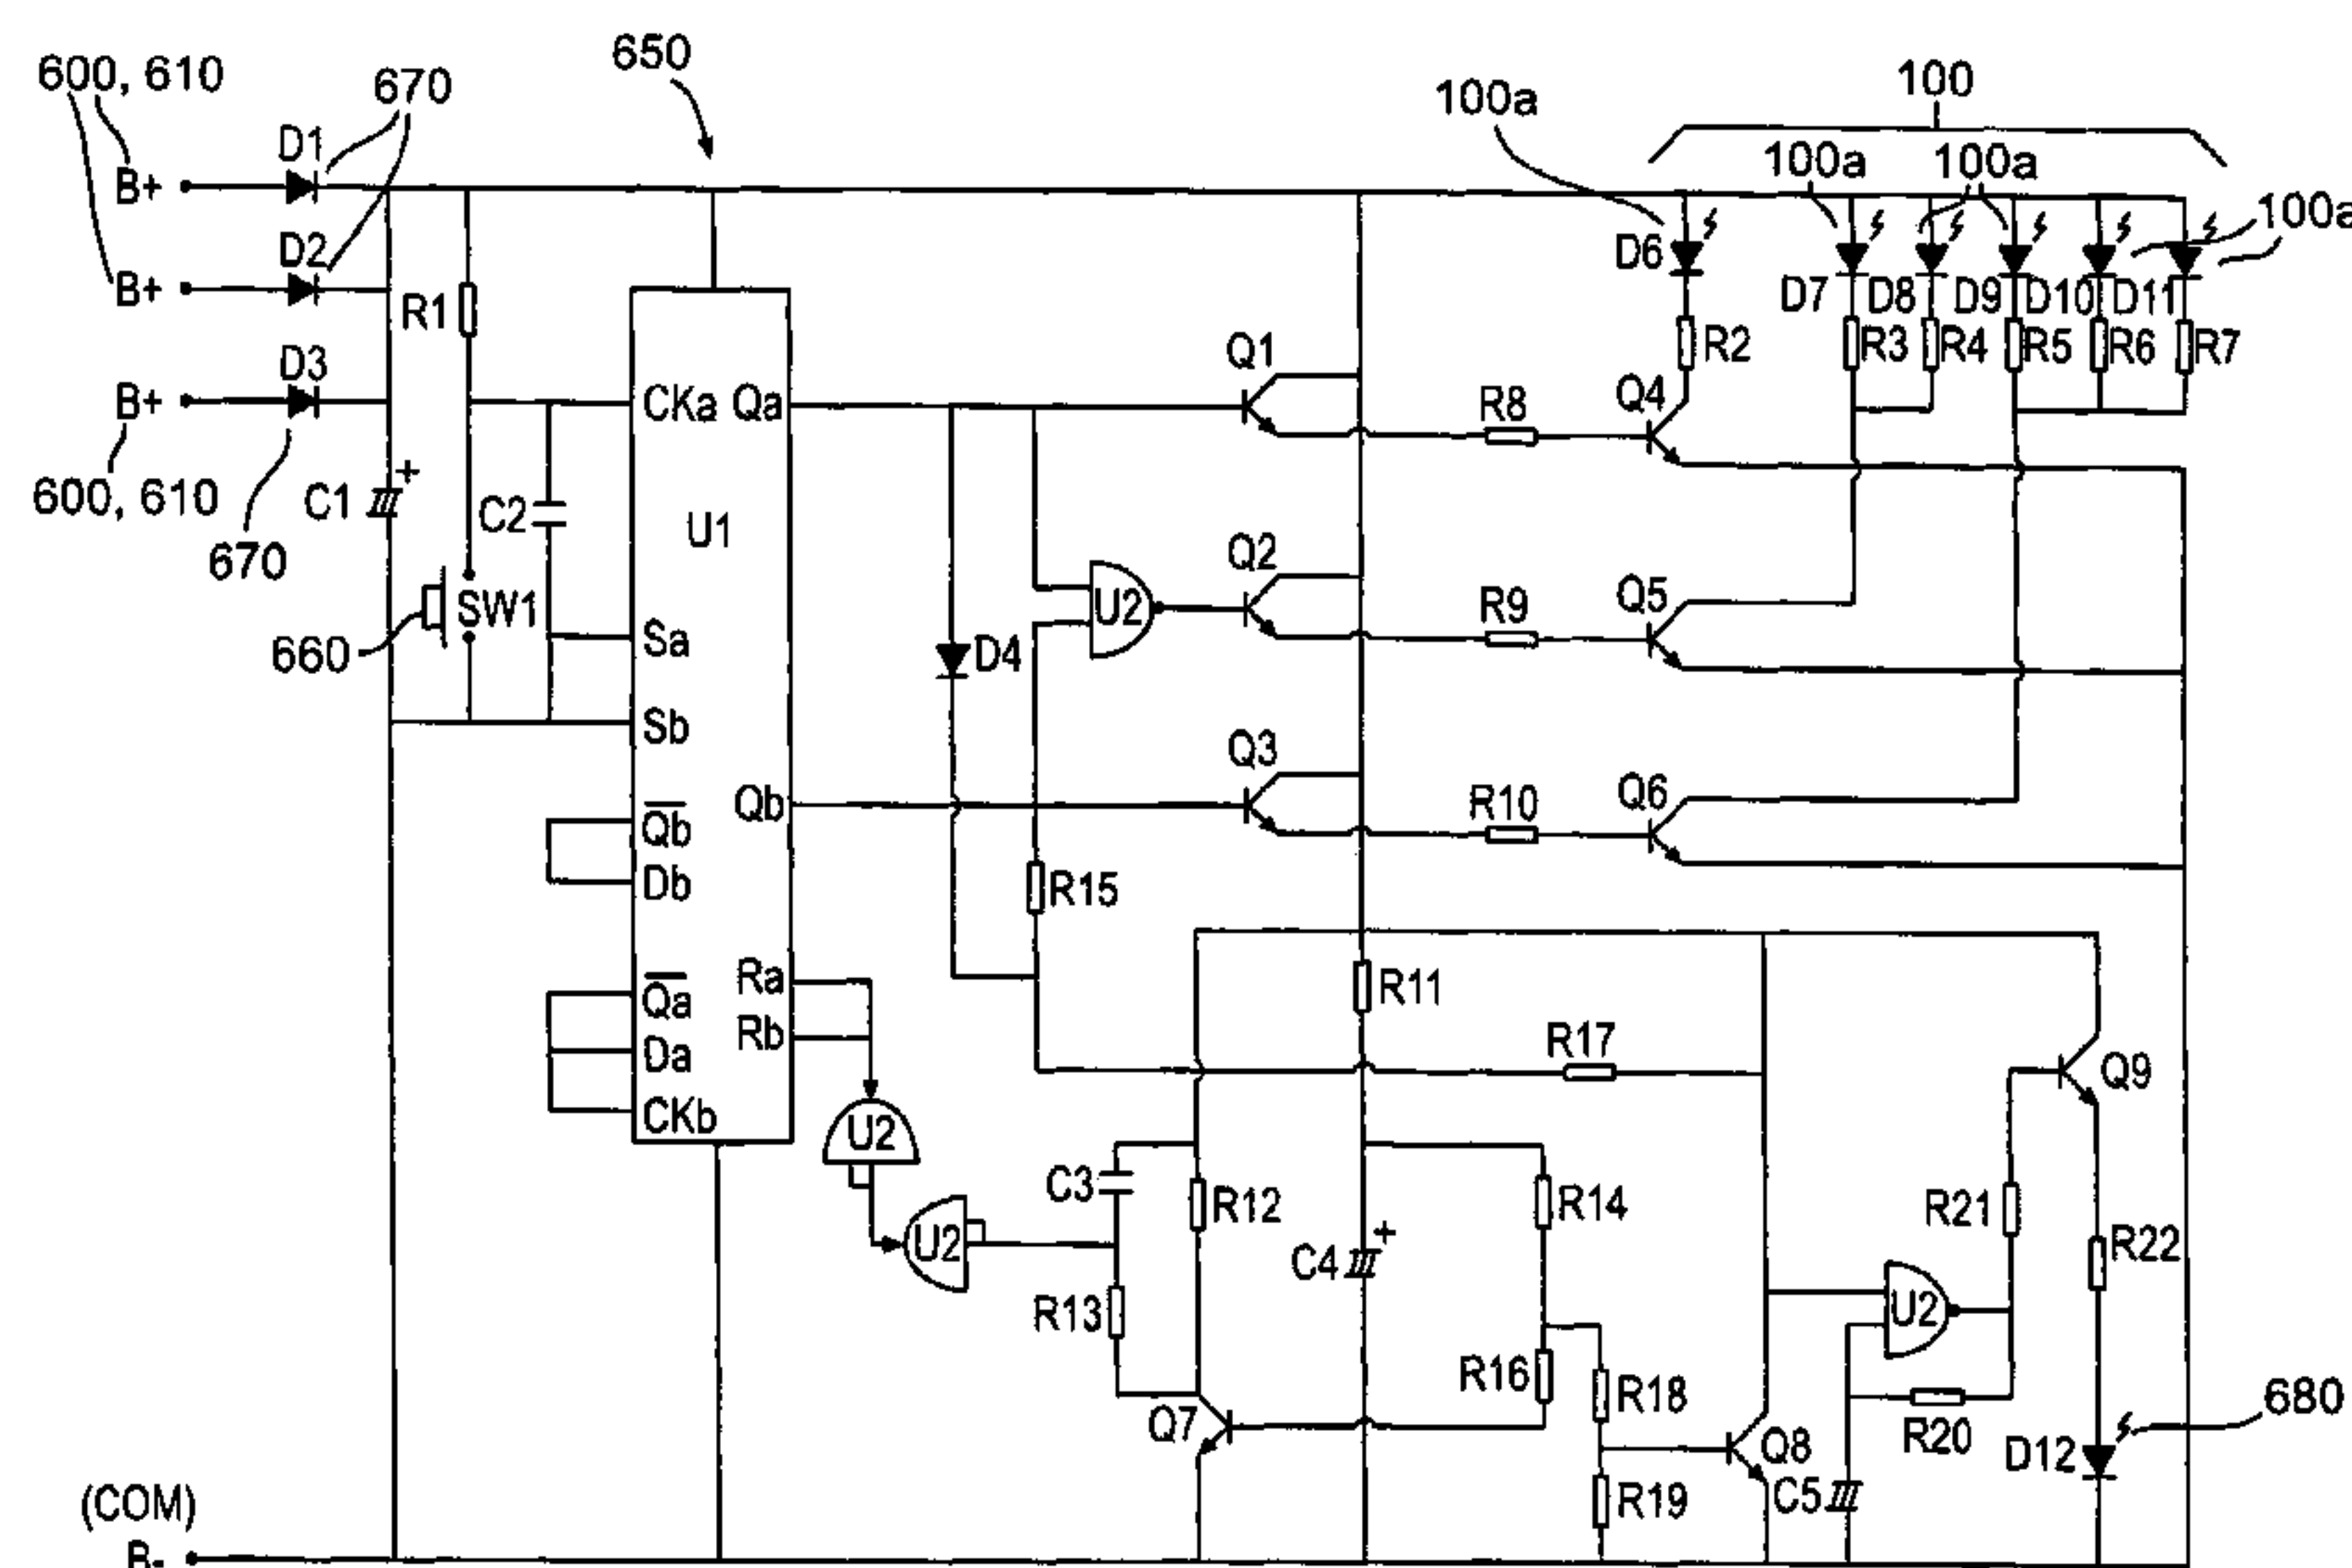 650
600, 610
670
100
100a
D1
100a
100a
B+
100a
D2
D6
B+
R1
D7
D8
D9
D10
D11
Q1
R2
R3
R4
R5
R6
R7
D3
B+
CKa
Qa
R8
Q4
+
600, 610
C1
C2
U1
670
Q2
SW1
U2
R9
Q5
660
Sa
D4
Sb
Q3
Qb
R10
Q6
Qb
Db
R15
Ra
Qa
R11
Rb
Da
R17
Q9
CKb
U2
C3
R12
R14
R21
+
U2
C4
R22
R13
U2
R16
R18
680
Q7
R20
Q8
D12
(COM)
R19
C5
B-